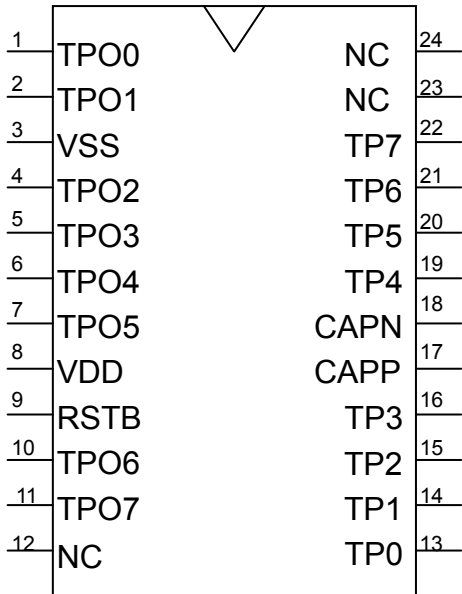 1 TPO0 NC 24
2 TPO1 NC 23
3 VSS TP7 22
4 TPO2 TP6 21
5 TPO3 TP5 20
6 TPO4 TP4 19
7 TPO5 CAPN 18
8 VDD CAPP 17
9 RSTB TP3 16
10 TPO6 TP2 15
11 TPO7 TP1 14
12 NC TP0 13